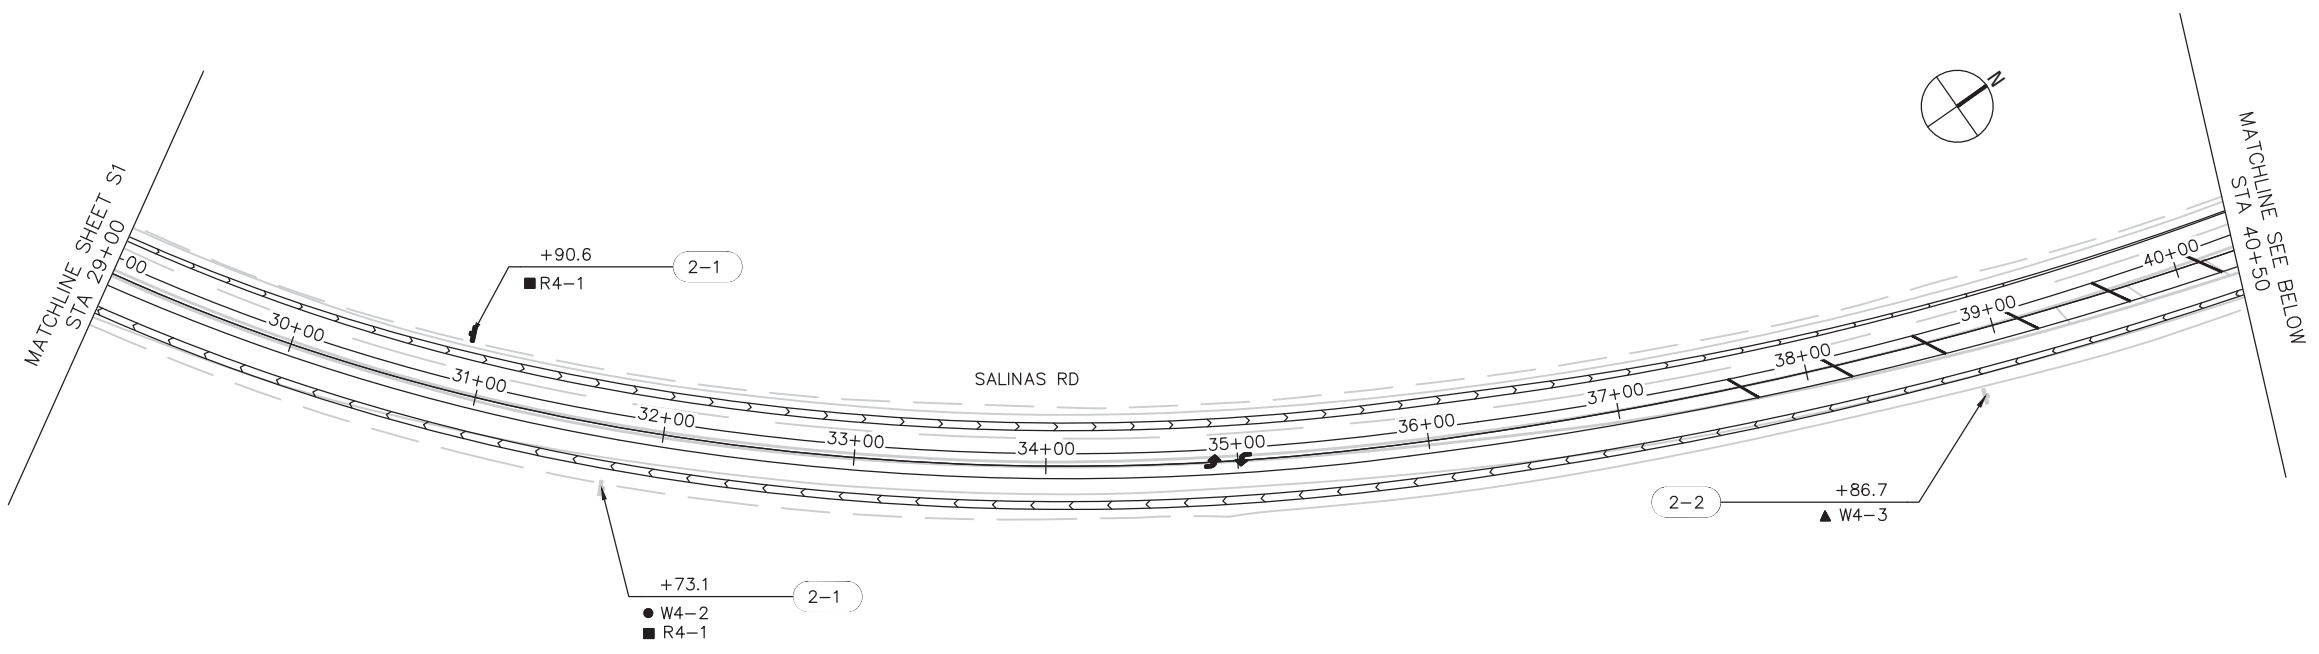 MATCHLINE SHEET S1
STA 29+00
00
30+00
31+00
32+00
33+00
34+00
35+00
36+00
37+00
38+00
39+00
40+00
+90.6
■ R4-1
2-1
SALINAS RD
+73.1
● W4-2
■ R4-1
2-1
+86.7
▲ W4-3
2-2
N
MATCHLINE SEE BELOW
STA 40+50